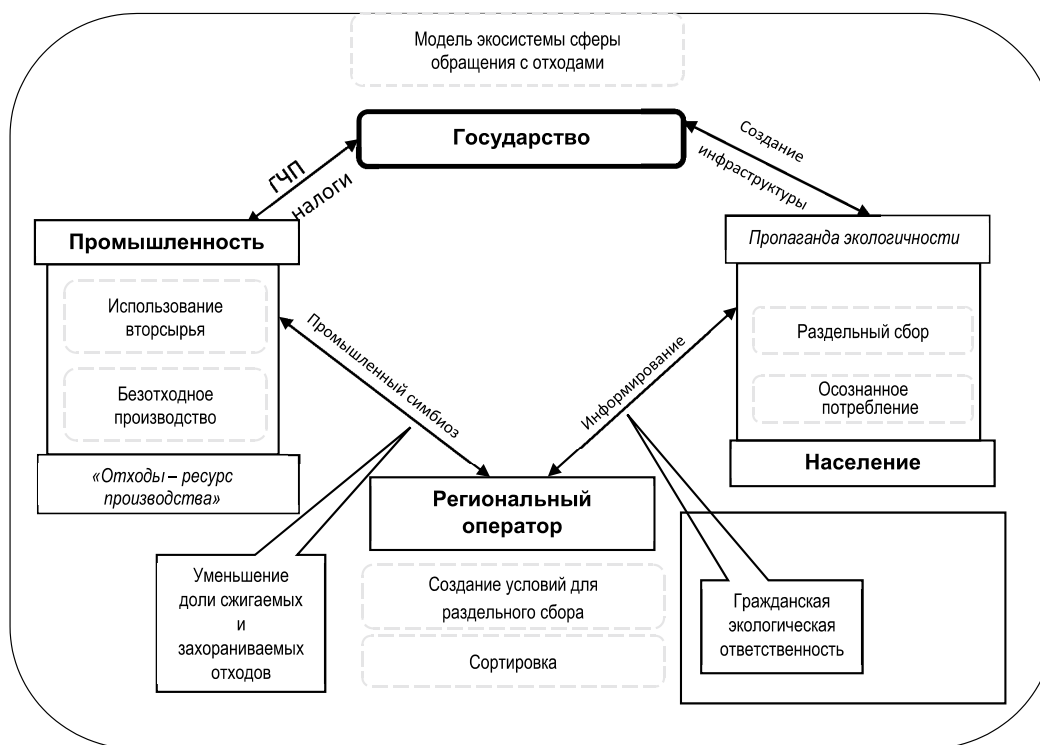 Модель экосистемы сферы
обращения с отходами
Государство
ГЧП
налоги
Создание
инфраструктуры
Промышленность
Использование
вторсырья
Безотходное
производство
«Отходы – ресурс
производства»
Пропаганда экологичности
Раздельный сбор
Осознанное
потребление
Население
Промышленный симбиоз
Информирование
Региональный
оператор
Создание условий для
раздельного сбора
Сортировка
Уменьшение
доли сжигаемых
и
захораниваемых
отходов
Гражданская
экологическая
ответственность